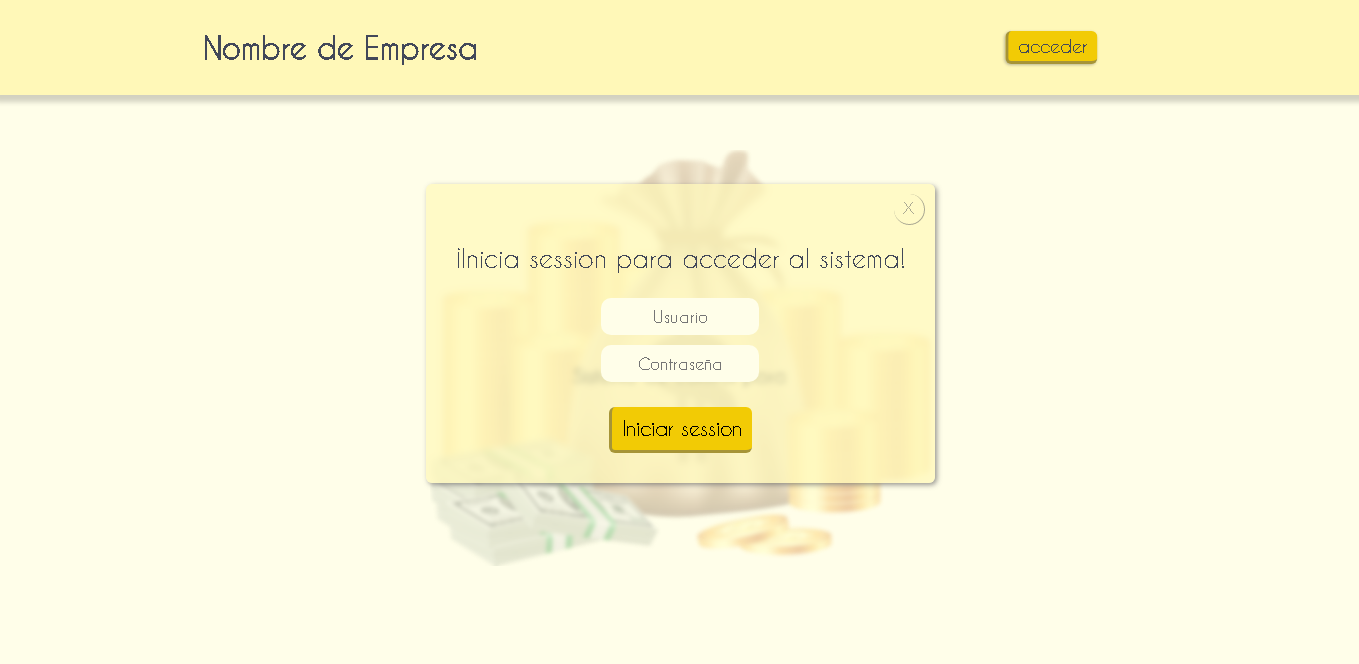 Nombre de Empresa
acceder
X
¡Inicia session para acceder al sistema!
Usuario
Contraseña
Iniciar session